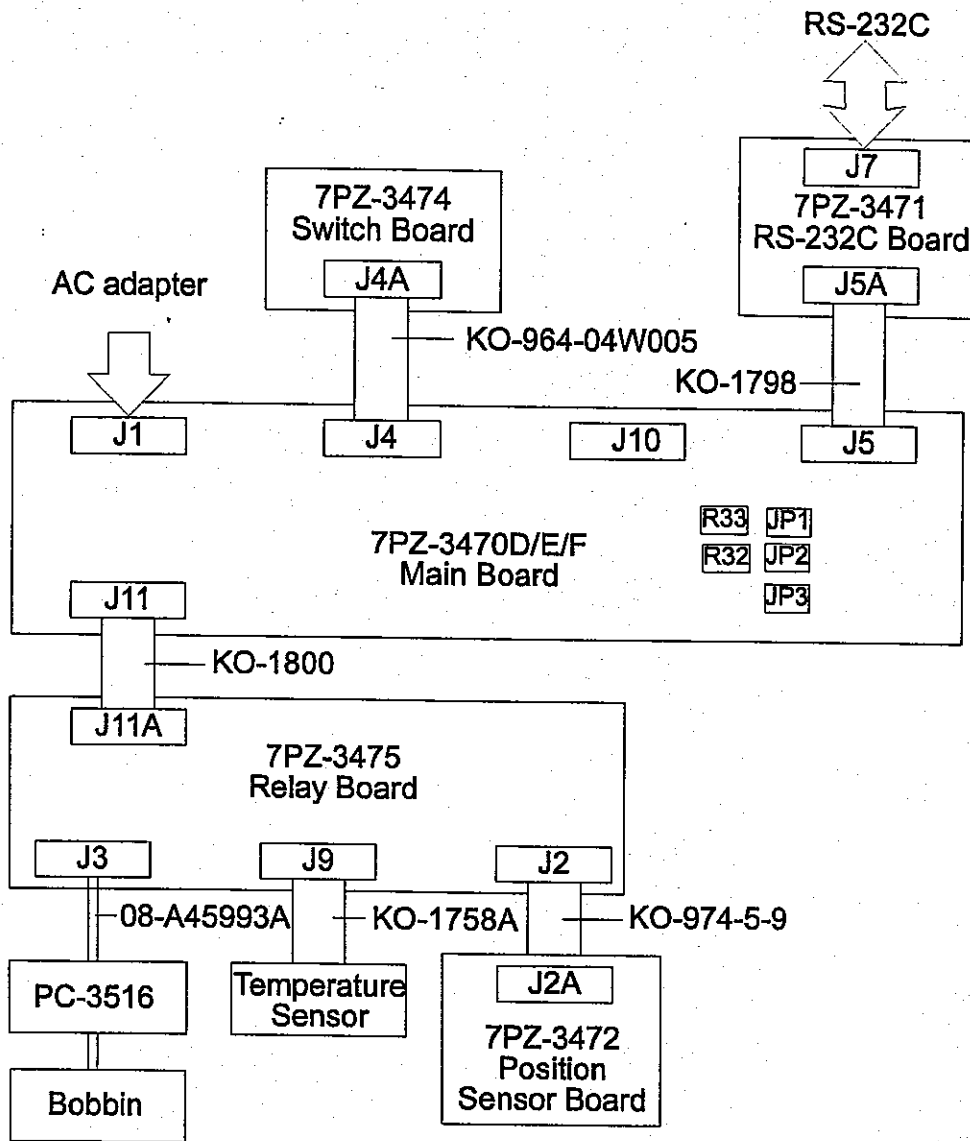 RS-232C
J7
7PZ-3471
RS-232C Board
J5A
7PZ-3474
Switch Board
J4A
AC adapter
KO-964-04W005
KO-1798
J1
J4
J10
J5
R33
JP1
R32
JP2
JP3
7PZ-3470D/E/F
Main Board
J11
KO-1800
J11A
7PZ-3475
Relay Board
J3
J9
J2
08-A45993A
KO-1758A
KO-974-5-9
PC-3516
Temperature
Sensor
J2A
7PZ-3472
Position
Sensor Board
Bobbin